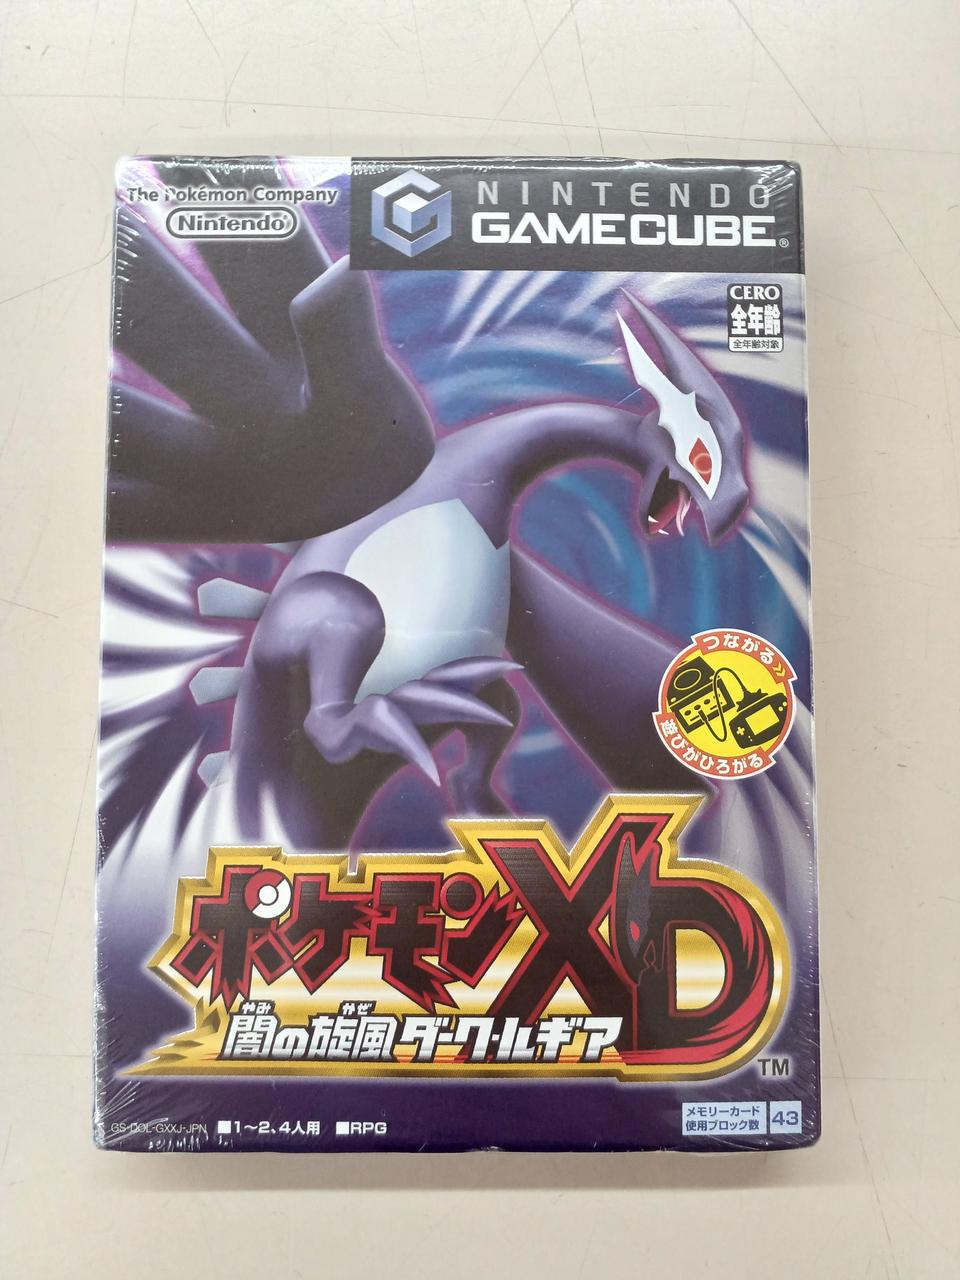 The Pokémon Company
Nintendo®
NINTENDO
GAMECUBE®
CERO
全年齢
全年齢対象
つながる»
遊びがひろがる
ポケモンXD
やみ かぜ
闇の旋風ダーク・ルギア
TM
GS-DOL-GXXJ-JPN ■1〜2、4人用 ■RPG
メモリーカード
使用ブロック数 43